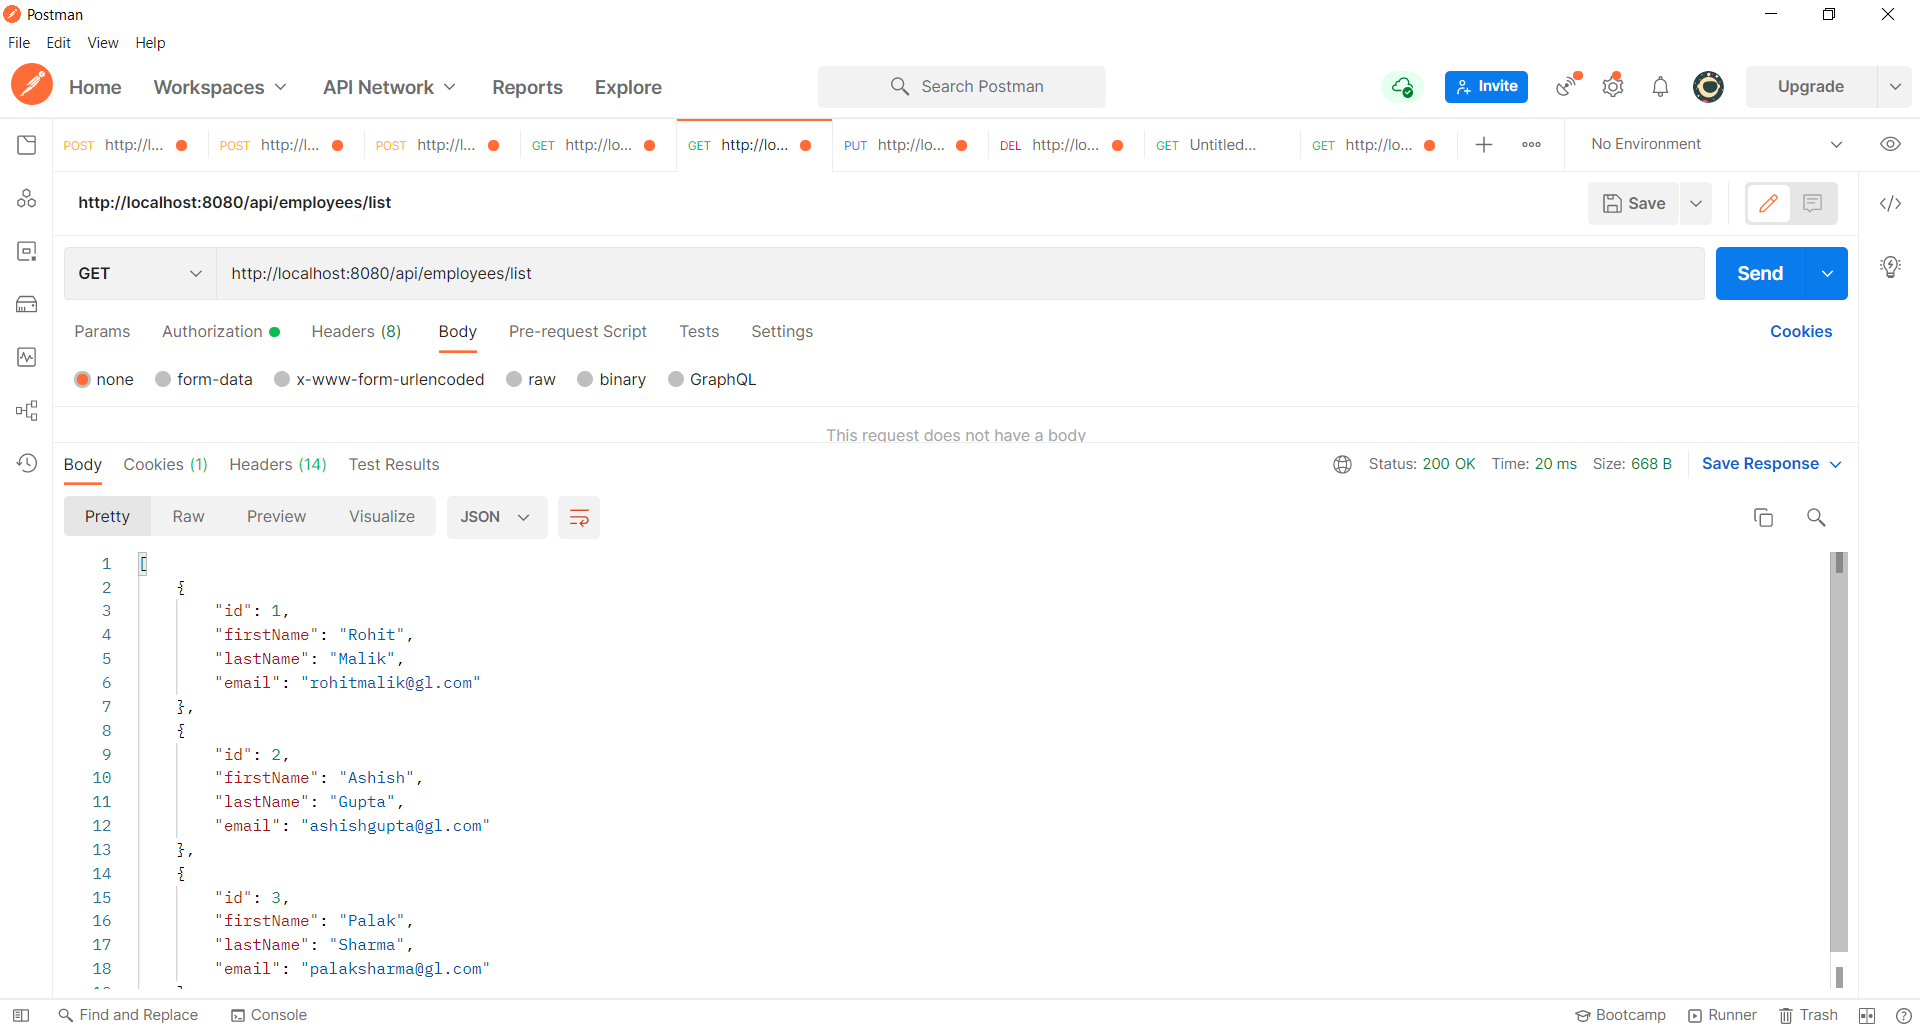 Postman
File Edit View Help
Home Workspaces API Network Reports Explore Search Postman Invite Upgrade
POST http://l... POST http://l... POST http://l... GET http://lo... GET http://lo... PUT http://lo... DEL http://lo... GET Untitled... GET http://lo... No Environment
http://localhost:8080/api/employees/list Save
GET http://localhost:8080/api/employees/list Send
Params Authorization Headers (8) Body Pre-request Script Tests Settings Cookies
none form-data x-www-form-urlencoded raw binary GraphQL
This request does not have a body
Body Cookies (1) Headers (14) Test Results Status: 200 OK Time: 20 ms Size: 668 B Save Response
Pretty Raw Preview Visualize JSON
1 [
2 {
3 "id": 1,
4 "firstName": "Rohit",
5 "lastName": "Malik",
6 "email": "rohitmalik@gl.com"
7 },
8 {
9 "id": 2,
10 "firstName": "Ashish",
11 "lastName": "Gupta",
12 "email": "ashishgupta@gl.com"
13 },
14 {
15 "id": 3,
16 "firstName": "Palak",
17 "lastName": "Sharma",
18 "email": "palaksharma@gl.com"
Find and Replace Console Bootcamp Runner Trash